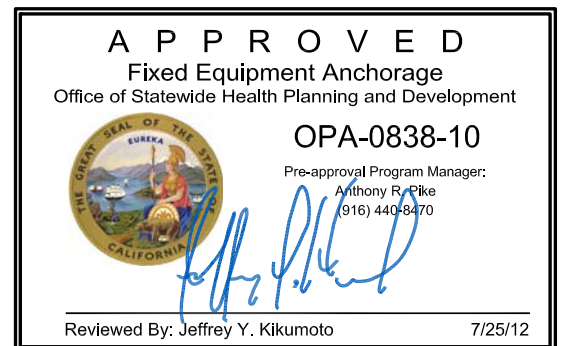 A P P R O V E D
Fixed Equipment Anchorage
Office of Statewide Health Planning and Development
THE GREAT SEAL OF THE STATE OF CALIFORNIA
EUREKA
OPA-0838-10
Pre-approval Program Manager:
Anthony R. Pike
(916) 440-8470
Reviewed By: Jeffrey Y. Kikumoto
7/25/12